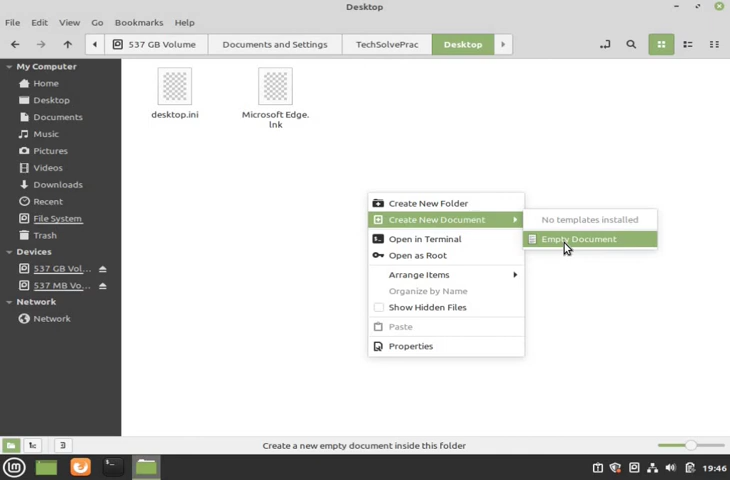 Desktop
File Edit View Go Bookmarks Help
537 GB Volume Documents and Settings TechSolvePrac Desktop
My Computer
Home
Desktop
Documents
Music
Pictures
Videos
Downloads
Recent
File System
Trash
Devices
537 GB Vol...
537 MB Vo...
Network
Network
desktop.ini
Microsoft Edge.
lnk
Create New Folder
Create New Document
Open in Terminal
Open as Root
Arrange Items
Organize by Name
Show Hidden Files
Paste
Properties
No templates installed
Empty Document
Create a new empty document inside this folder
19:46